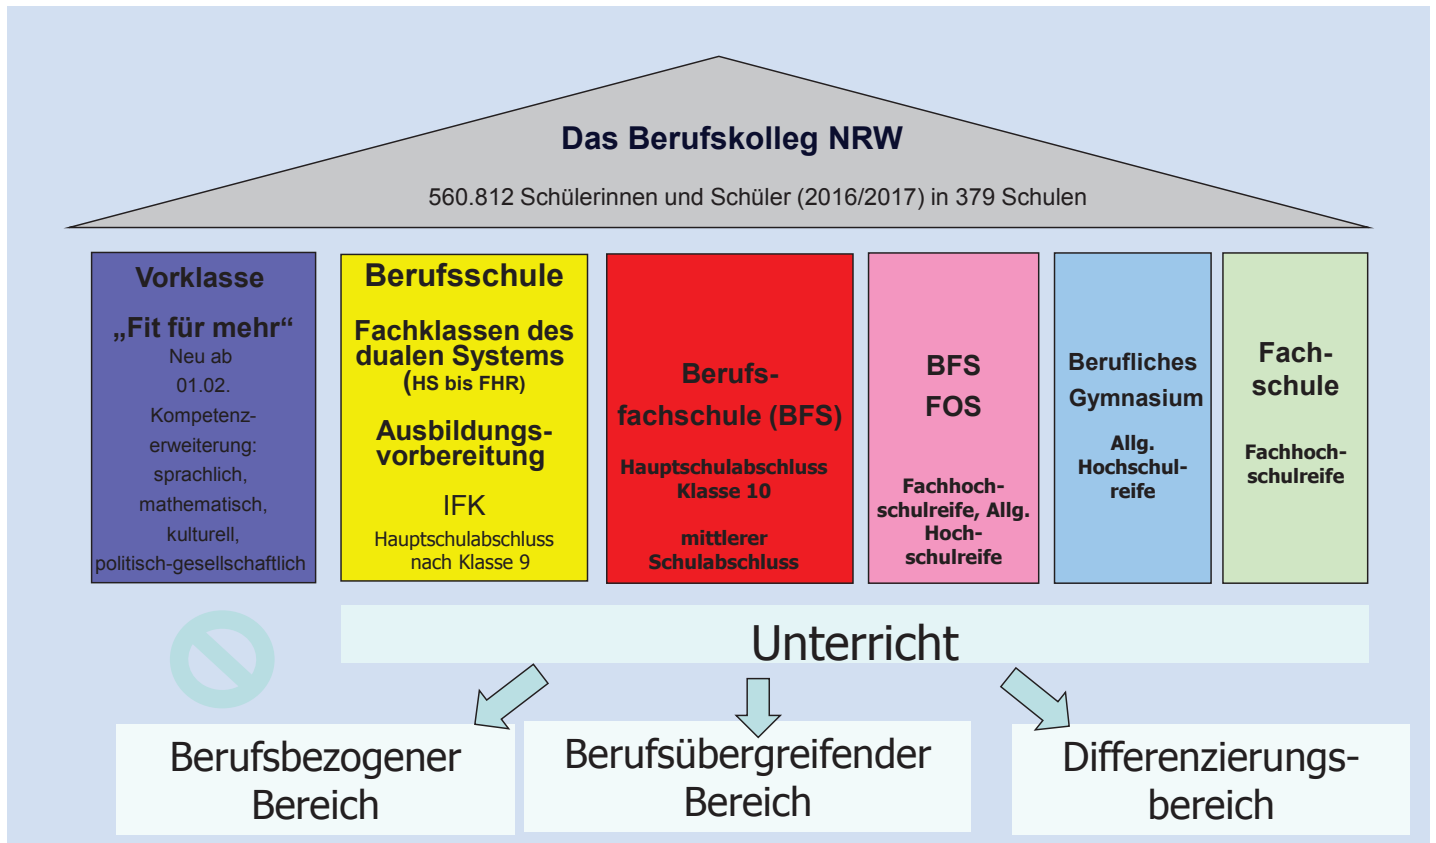 Das Berufskolleg NRW
560.812 Schülerinnen und Schüler (2016/2017) in 379 Schulen
Vorklasse
„Fit für mehr“
Neu ab
01.02.
Kompetenz-
erweiterung:
sprachlich,
mathematisch,
kulturell,
politisch-gesellschaftlich
Berufsschule
Fachklassen des
dualen Systems
(HS bis FHR)
Ausbildungs-
vorbereitung
IFK
Hauptschulabschluss
nach Klasse 9
Berufs-
fachschule (BFS)
Hauptschulabschluss
Klasse 10
mittlerer
Schulabschluss
BFS
FOS
Fachhoch-
schulreife, Allg.
Hoch-
schulreife
Berufliches
Gymnasium
Allg.
Hochschul-
reife
Fach-
schule
Fachhoch-
schulreife
Unterricht
Berufsbezogener
Bereich
Berufsübergreifender
Bereich
Differenzierungs-
bereich